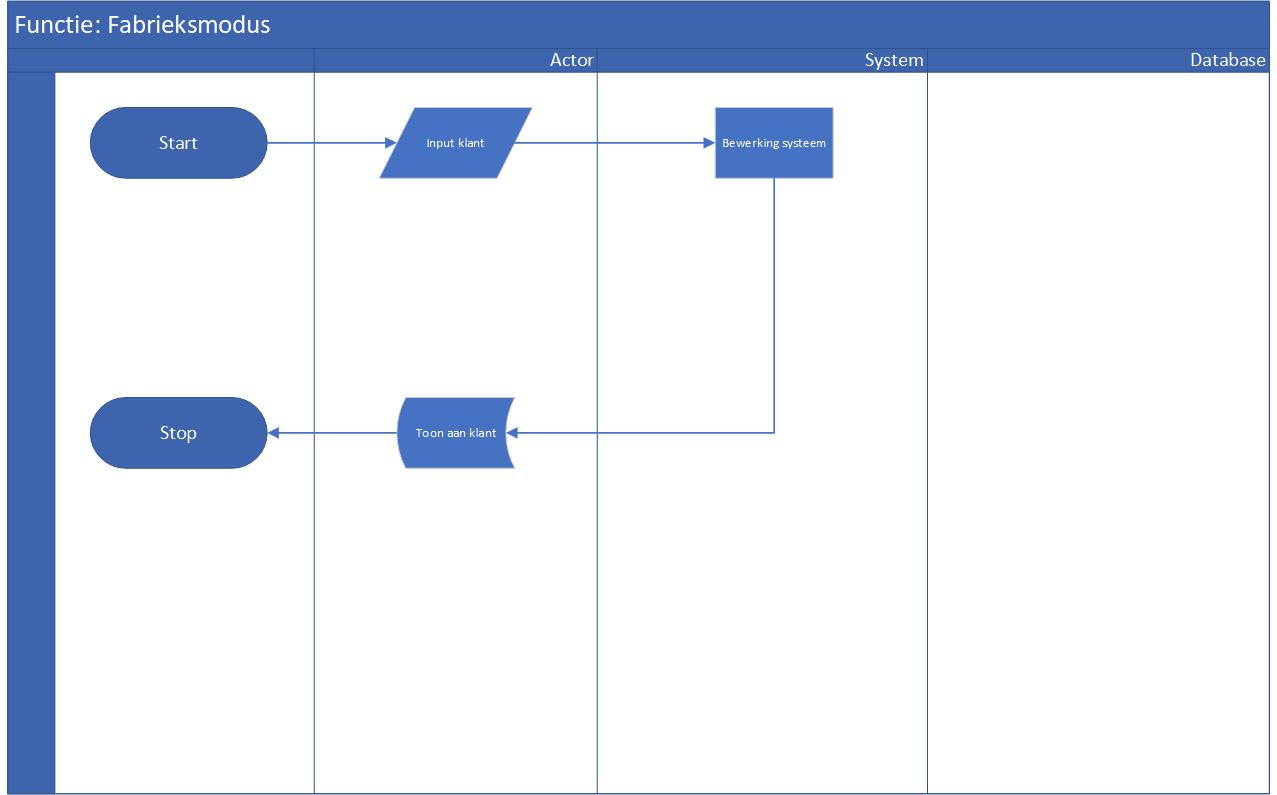 Functie: Fabrieksmodus
Actor
System
Database
Start
Input klant
Bewerking systeem
Stop
Toon aan klant